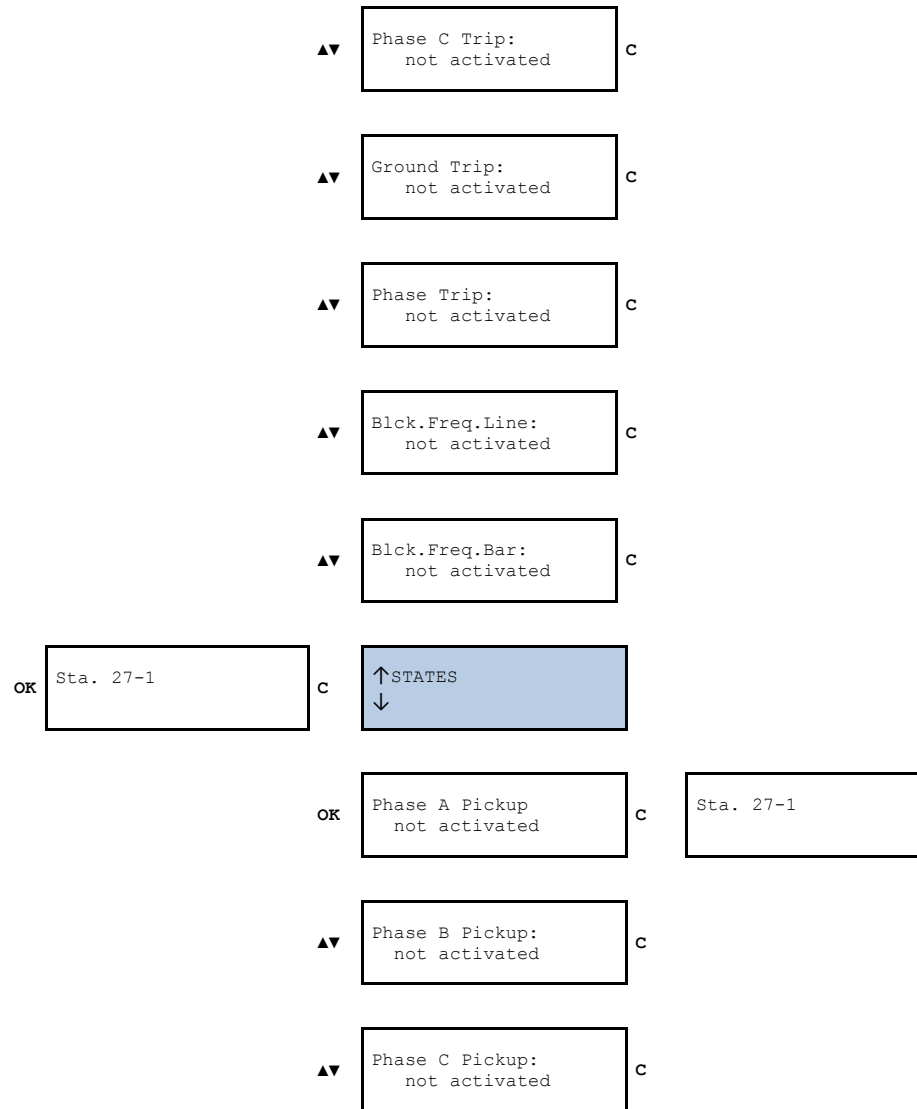 ▲▼ Phase C Trip: C
not activated
▲▼ Ground Trip: C
not activated
▲▼ Phase Trip: C
not activated
▲▼ Blck.Freq.Line: C
not activated
▲▼ Blck.Freq.Bar: C
not activated
OK Sta. 27-1 C ↑STATES
↓
OK Phase A Pickup C Sta. 27-1
not activated
▲▼ Phase B Pickup: C
not activated
▲▼ Phase C Pickup: C
not activated